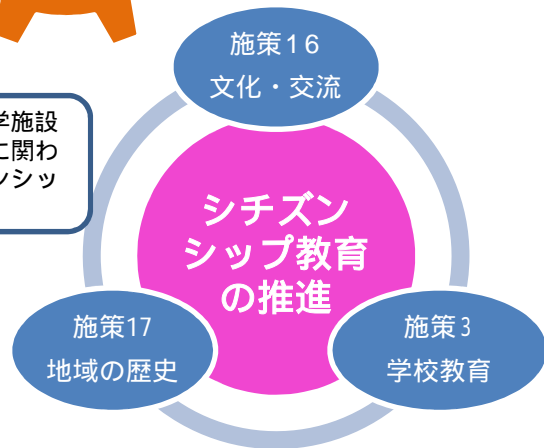 施策16
文化・交流
学施設
に関わ
ンシッ
シチズン
シップ教育
の推進
施策17
地域の歴史
施策3
学校教育